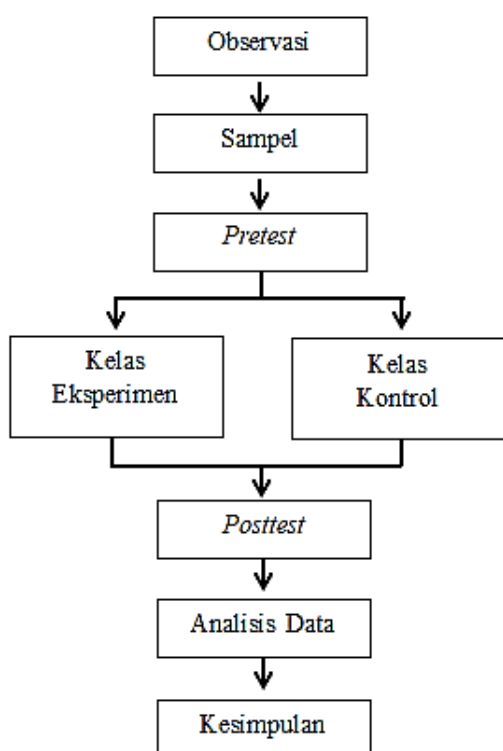 Observasi
Sampel
Pretest
Kelas
Eksperimen
Kelas
Kontrol
Posttest
Analisis Data
Kesimpulan